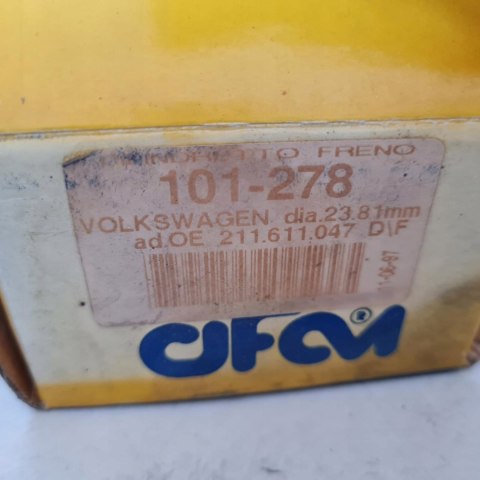 FRENO
101-278
VOLKSWAGEN dia.23.81mm
ad.OE 211.611.047 D\F
CIFAM
®